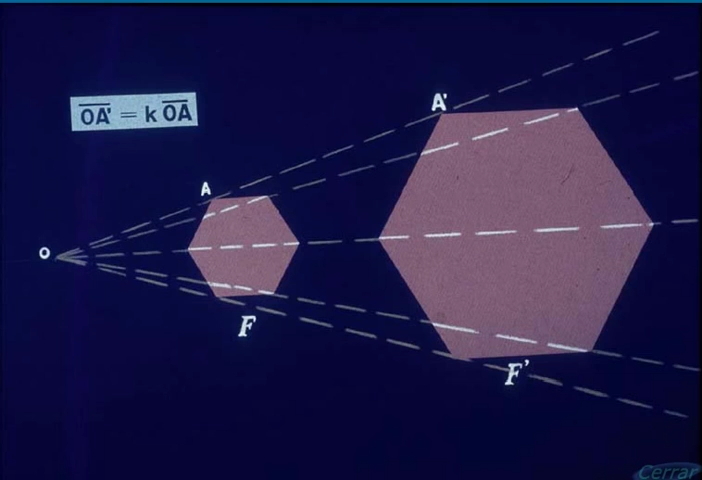 A'
OA' = k OA
A
O
F
F'
Cerrar